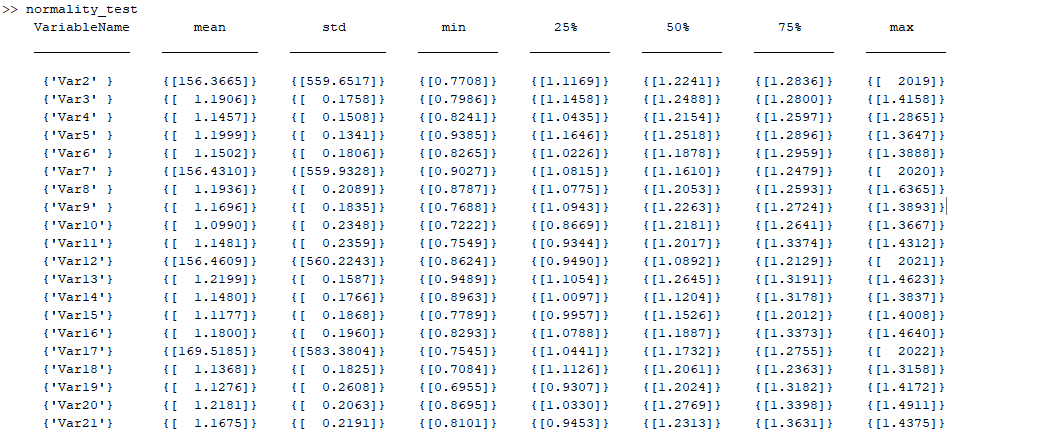 >> normality_test
VariableName mean std min 25% 50% 75% max
{'Var2' } {[156.3665]} {[559.6517]} {[0.7708]} {[1.1169]} {[1.2241]} {[1.2836]} {[ 2019]}
{'Var3' } {[ 1.1906]} {[ 0.1758]} {[0.7986]} {[1.1458]} {[1.2488]} {[1.2800]} {[1.4158]}
{'Var4' } {[ 1.1457]} {[ 0.1508]} {[0.8241]} {[1.0435]} {[1.2154]} {[1.2597]} {[1.2865]}
{'Var5' } {[ 1.1999]} {[ 0.1341]} {[0.9385]} {[1.1646]} {[1.2518]} {[1.2896]} {[1.3647]}
{'Var6' } {[ 1.1502]} {[ 0.1806]} {[0.8265]} {[1.0226]} {[1.1878]} {[1.2959]} {[1.3888]}
{'Var7' } {[156.4310]} {[559.9328]} {[0.9027]} {[1.0815]} {[1.1610]} {[1.2479]} {[ 2020]}
{'Var8' } {[ 1.1936]} {[ 0.2089]} {[0.8787]} {[1.0775]} {[1.2053]} {[1.2593]} {[1.6365]}
{'Var9' } {[ 1.1696]} {[ 0.1835]} {[0.7688]} {[1.0943]} {[1.2263]} {[1.2724]} {[1.3893]}
{'Var10'} {[ 1.0990]} {[ 0.2348]} {[0.7222]} {[0.8669]} {[1.2181]} {[1.2641]} {[1.3667]}
{'Var11'} {[ 1.1481]} {[ 0.2359]} {[0.7549]} {[0.9344]} {[1.2017]} {[1.3374]} {[1.4312]}
{'Var12'} {[156.4609]} {[560.2243]} {[0.8624]} {[0.9490]} {[1.0892]} {[1.2129]} {[ 2021]}
{'Var13'} {[ 1.2199]} {[ 0.1587]} {[0.9489]} {[1.1054]} {[1.2645]} {[1.3191]} {[1.4623]}
{'Var14'} {[ 1.1480]} {[ 0.1766]} {[0.8963]} {[1.0097]} {[1.1204]} {[1.3178]} {[1.3837]}
{'Var15'} {[ 1.1177]} {[ 0.1868]} {[0.7789]} {[0.9957]} {[1.1526]} {[1.2012]} {[1.4008]}
{'Var16'} {[ 1.1800]} {[ 0.1960]} {[0.8293]} {[1.0788]} {[1.1887]} {[1.3373]} {[1.4640]}
{'Var17'} {[169.5185]} {[583.3804]} {[0.7545]} {[1.0441]} {[1.1732]} {[1.2755]} {[ 2022]}
{'Var18'} {[ 1.1368]} {[ 0.1825]} {[0.7084]} {[1.1126]} {[1.2061]} {[1.2363]} {[1.3158]}
{'Var19'} {[ 1.1276]} {[ 0.2608]} {[0.6955]} {[0.9307]} {[1.2024]} {[1.3182]} {[1.4172]}
{'Var20'} {[ 1.2181]} {[ 0.2063]} {[0.8695]} {[1.0330]} {[1.2769]} {[1.3398]} {[1.4911]}
{'Var21'} {[ 1.1675]} {[ 0.2191]} {[0.8101]} {[0.9453]} {[1.2313]} {[1.3631]} {[1.4375]}